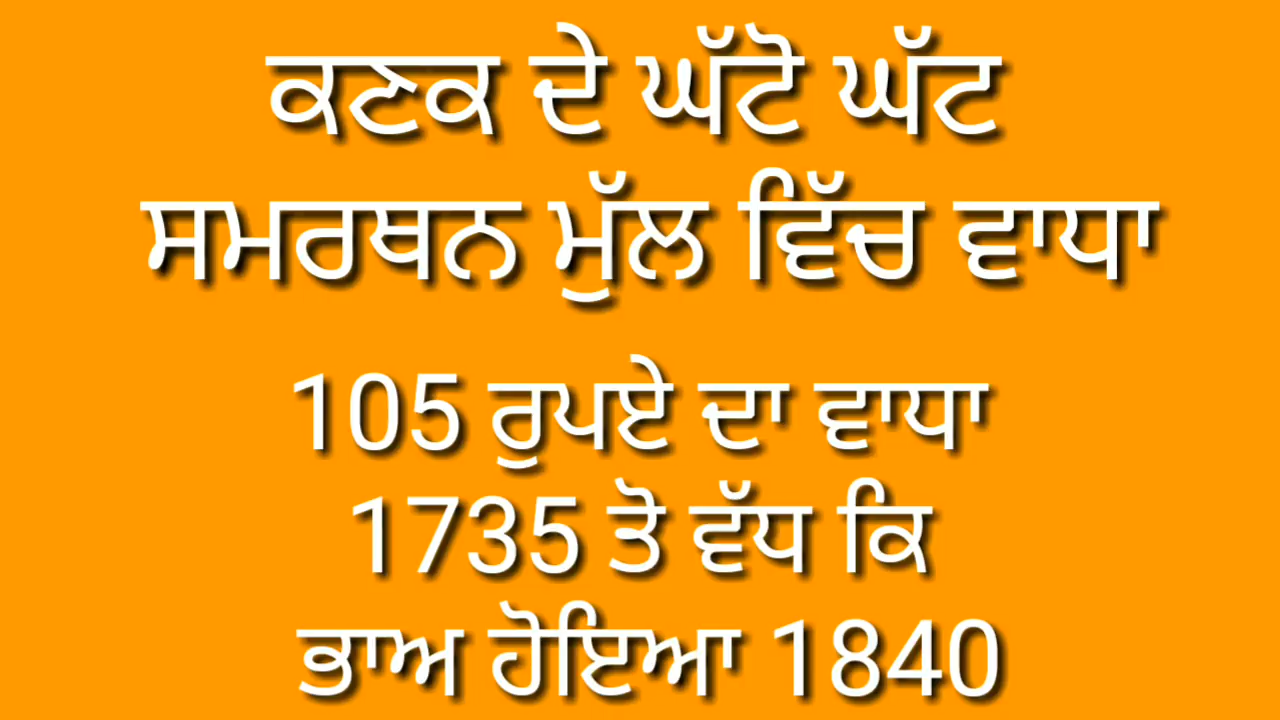 ਕਣਕ ਦੇ ਘੱਟੋ ਘੱਟ
ਸਮਰਥਨ ਮੁੱਲ ਵਿੱਚ ਵਾਧਾ
105 ਰੁਪਏ ਦਾ ਵਾਧਾ
1735 ਤੋ ਵੱਧ ਕਿ
ਭਾਅ ਹੋਇਆ 1840